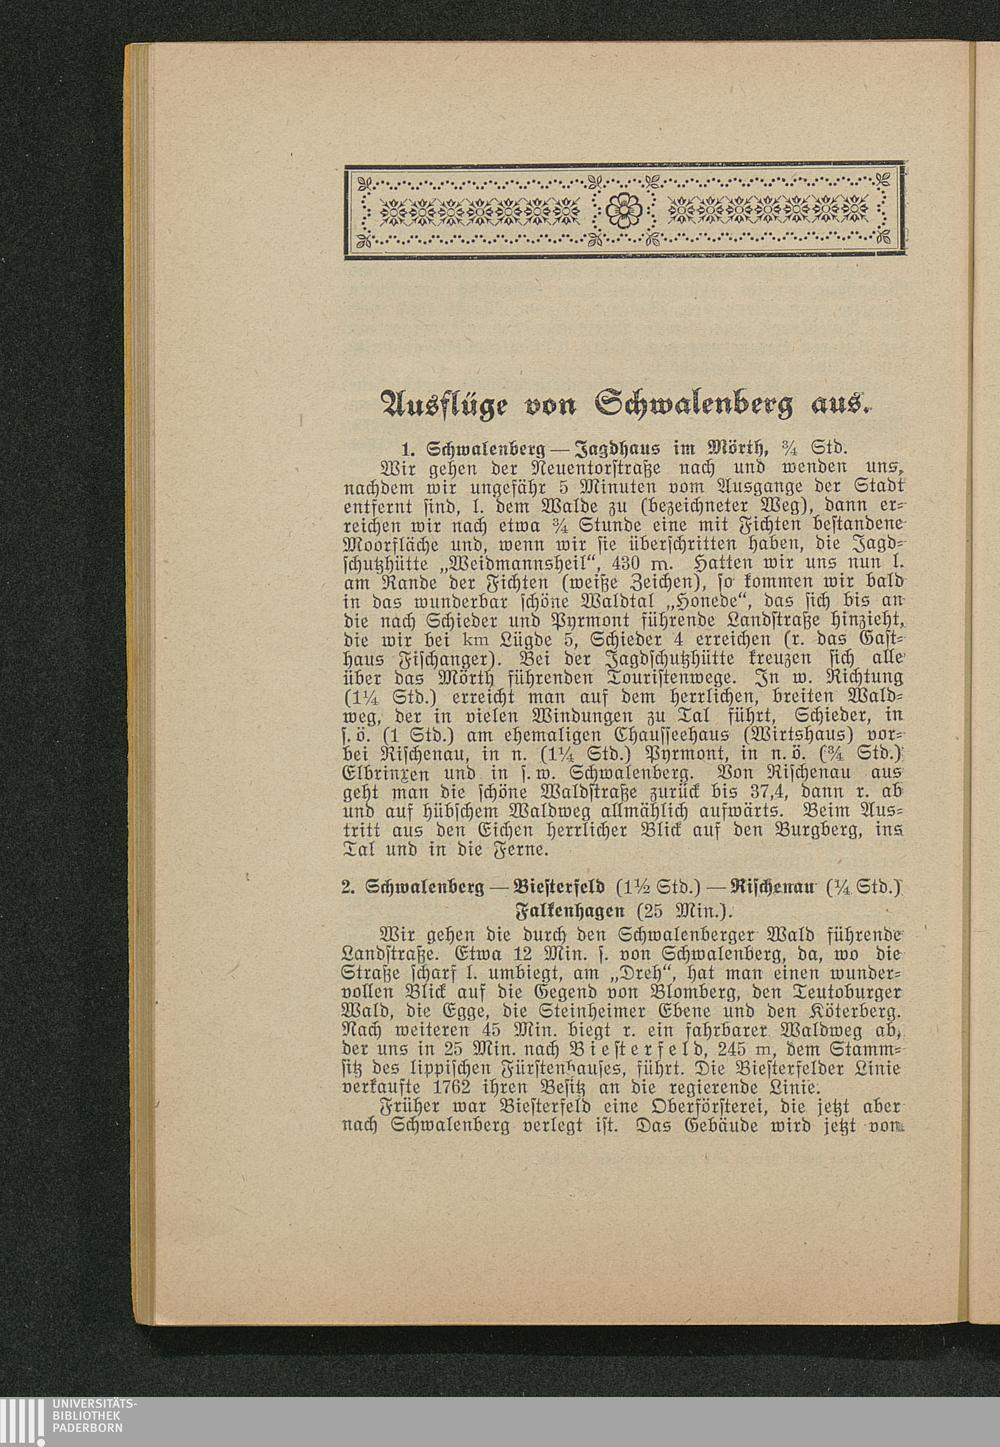 Ausflüge von Schwalenberg aus.
1. Schwalenberg — Jagdhaus im Mörth, ¾ Std.
Wir gehen der Neuentorstraße nach und wenden uns,
nachdem wir ungefähr 5 Minuten vom Ausgange der Stadt
entfernt sind, l. dem Walde zu (bezeichneter Weg), dann er-
reichen wir nach etwa ¾ Stunde eine mit Fichten bestandene
Moorfläche und, wenn wir sie überschritten haben, die Jagd-
schutzhütte „Weidmannsheil“, 430 m. Hatten wir uns nun l.
am Rande der Fichten (weiße Zeichen), so kommen wir bald
in das wunderbar schöne Waldtal „Honede“, das sich bis an
die nach Schieder und Pyrmont führende Landstraße hinzieht,
die wir bei km Lügde 5, Schieder 4 erreichen (r. das Gast-
haus Fischanger). Bei der Jagdschutzhütte kreuzen sich alle
über das Mörth führenden Touristenwege. In w. Richtung
(1¼ Std.) erreicht man auf dem herrlichen, breiten Wald-
weg, der in vielen Windungen zu Tal führt, Schieder, in
s. ö. (1 Std.) am ehemaligen Chausseehaus (Wirtshaus) vor-
bei Rischenau, in n. (1¼ Std.) Pyrmont, in n. ö. (¾ Std.)
Elbrinxen und in s. w. Schwalenberg. Von Rischenau aus
geht man die schöne Waldstraße zurück bis 37,4, dann r. ab
und auf hübschem Waldweg allmählich aufwärts. Beim Aus-
tritt aus den Eichen herrlicher Blick auf den Burgberg, ins
Tal und in die Ferne.
2. Schwalenberg — Biesterfeld (1½ Std.) — Rischenau (¼ Std.)
Falkenhagen (25 Min.).
Wir gehen die durch den Schwalenberger Wald führende
Landstraße. Etwa 12 Min. s. von Schwalenberg, da, wo die
Straße scharf l. umbiegt, am „Dreh“, hat man einen wunder-
vollen Blick auf die Gegend von Blomberg, den Teutoburger
Wald, die Egge, die Steinheimer Ebene und den Köterberg.
Nach weiteren 45 Min. biegt r. ein fahrbarer Waldweg ab,
der uns in 25 Min. nach Biesterfeld, 245 m, dem Stamm-
sitz des lippischen Fürstenhauses, führt. Die Biesterfelder Linie
verkaufte 1762 ihren Besitz an die regierende Linie.
Früher war Biesterfeld eine Oberförsterei, die jetzt aber
nach Schwalenberg verlegt ist. Das Gebäude wird jetzt von
UNIVERSITÄTS-
BIBLIOTHEK
PADERBORN